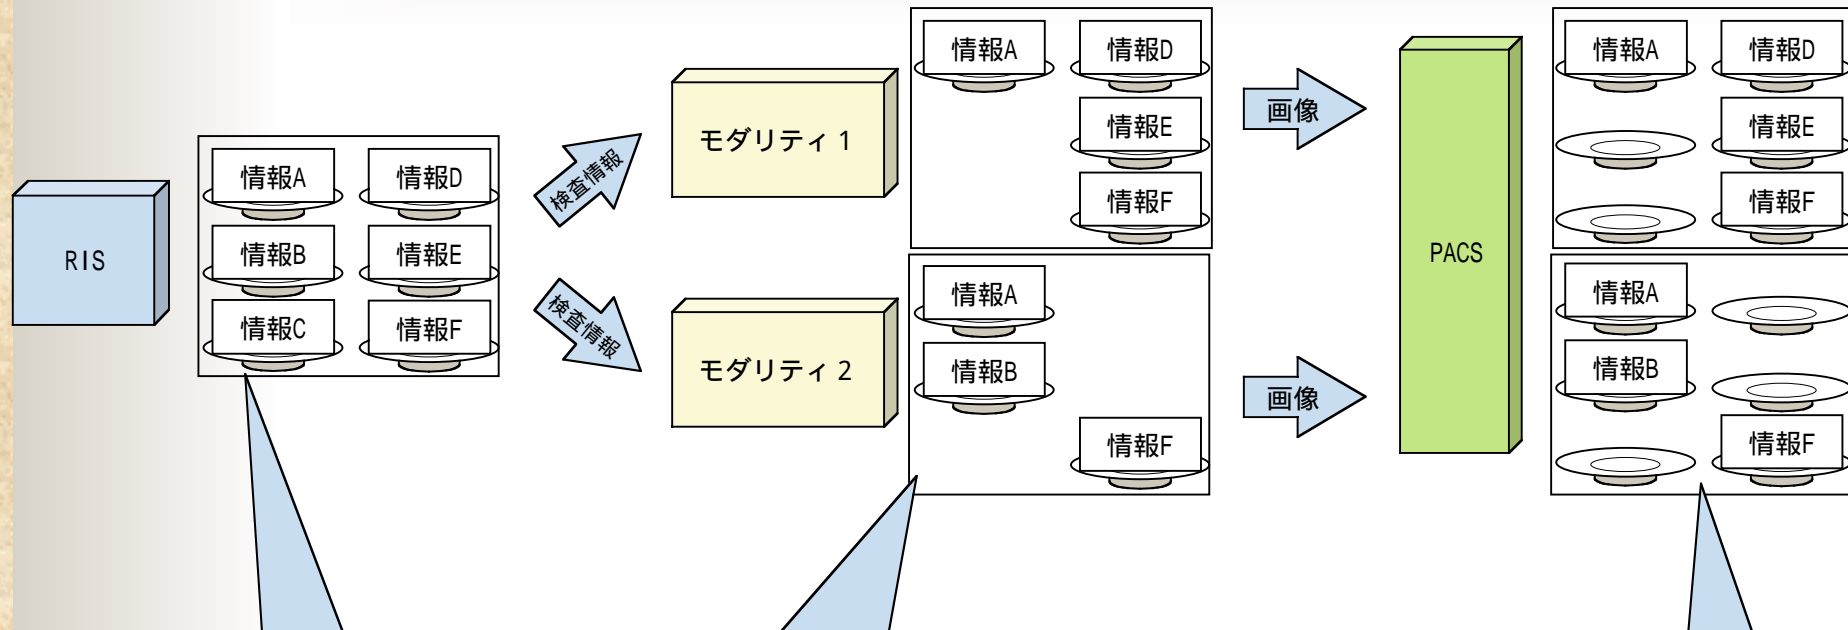 RIS
情報A
情報D
情報B
情報E
情報C
情報F
検査情報
検査情報
モダリティ1
モダリティ2
情報A
情報D
情報E
情報F
情報A
情報B
情報F
画像
画像
PACS
情報A
情報D
情報E
情報F
情報A
情報B
情報F